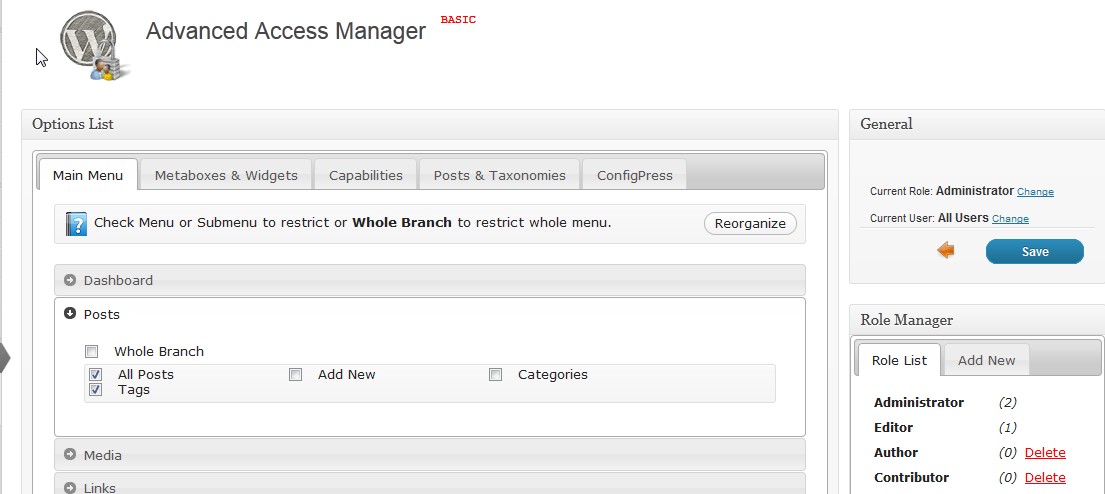 Advanced Access Manager BASIC
Options List
Main Menu Metaboxes & Widgets Capabilities Posts & Taxonomies ConfigPress
Check Menu or Submenu to restrict or Whole Branch to restrict whole menu. Reorganize
Dashboard
Posts
Whole Branch
All Posts Add New Categories
Tags
Media
Links
General
Current Role: Administrator Change
Current User: All Users Change
Save
Role Manager
Role List Add New
Administrator (2)
Editor (1)
Author (0) Delete
Contributor (0) Delete